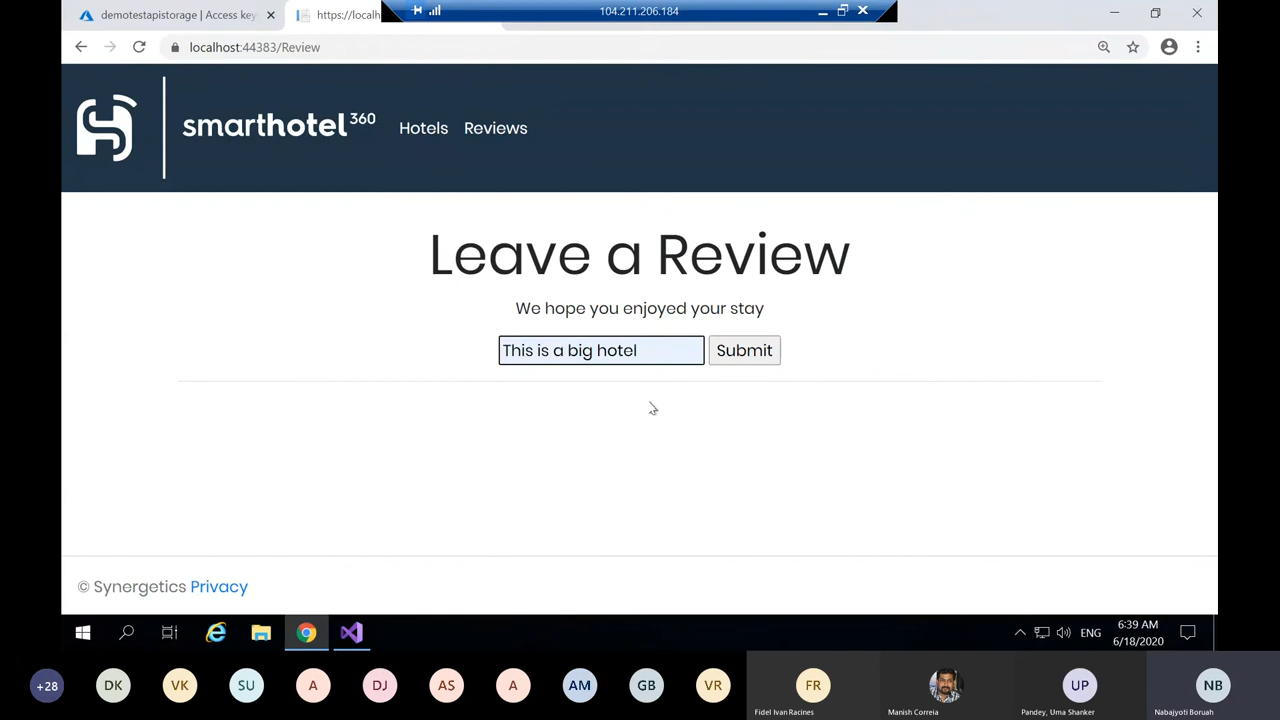 demotestapistorage | Access key
https://localh
104.211.206.184
localhost:44383/Review
smarthotel360 Hotels Reviews
Leave a Review
We hope you enjoyed your stay
This is a big hotel Submit
© Synergetics Privacy
ENG
6:39 AM
6/18/2020
+28 DK VK SU A DJ AS A AM GB VR FR UP NB
Fidel Ivan Racines Manish Correia Pandey, Uma Shanker Nabajyoti Boruah